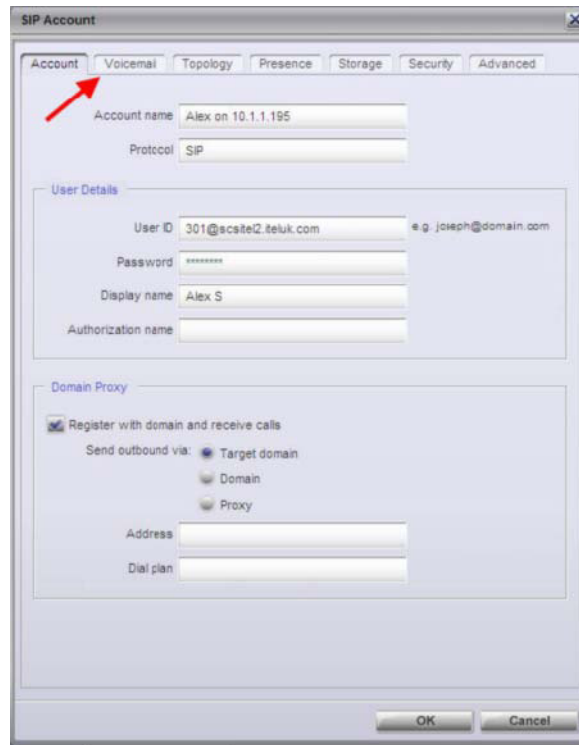 SIP Account
Account Voicemail Topology Presence Storage Security Advanced
Account name Alex on 10.1.1.195
Protocol SIP
User Details
User ID 301@scsitel2.iteluk.com e.g. joseph@domain.com
Password ********
Display name Alex S
Authorization name
Domain Proxy
Register with domain and receive calls
Send outbound via: Target domain
Domain
Proxy
Address
Dial plan
OK Cancel